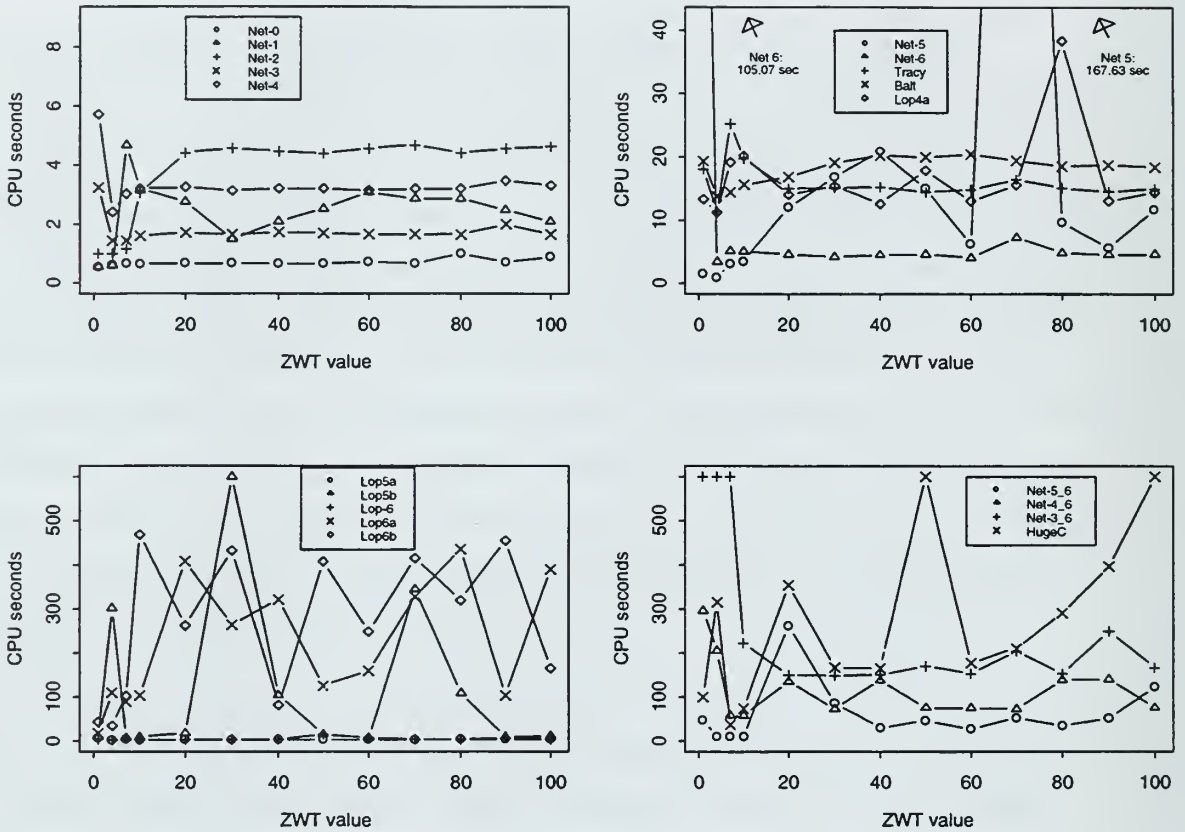 8
6
4
2
0
CPU seconds
Net-0
Net-1
Net-2
Net-3
Net-4
0 20 40 60 80 100
ZWT value
40
30
20
10
0
CPU seconds
Net 6:
105.07 sec
Net-5
Net-6
Tracy
Balt
Lop4a
Net 5:
167.63 sec
0 20 40 60 80 100
ZWT value
500
300
100
0
CPU seconds
Lop5a
Lop5b
Lop-6
Lop6a
Lop6b
0 20 40 60 80 100
ZWT value
500
300
100
0
CPU seconds
Net-5_6
Net-4_6
Net-3_6
HugeC
0 20 40 60 80 100
ZWT value